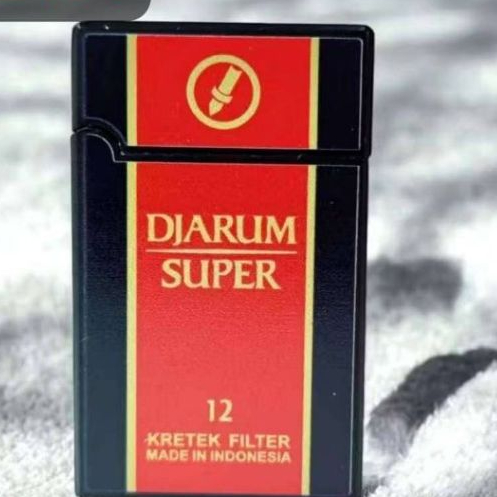 DJARUM
SUPER
12
KRETEK FILTER
MADE IN INDONESIA